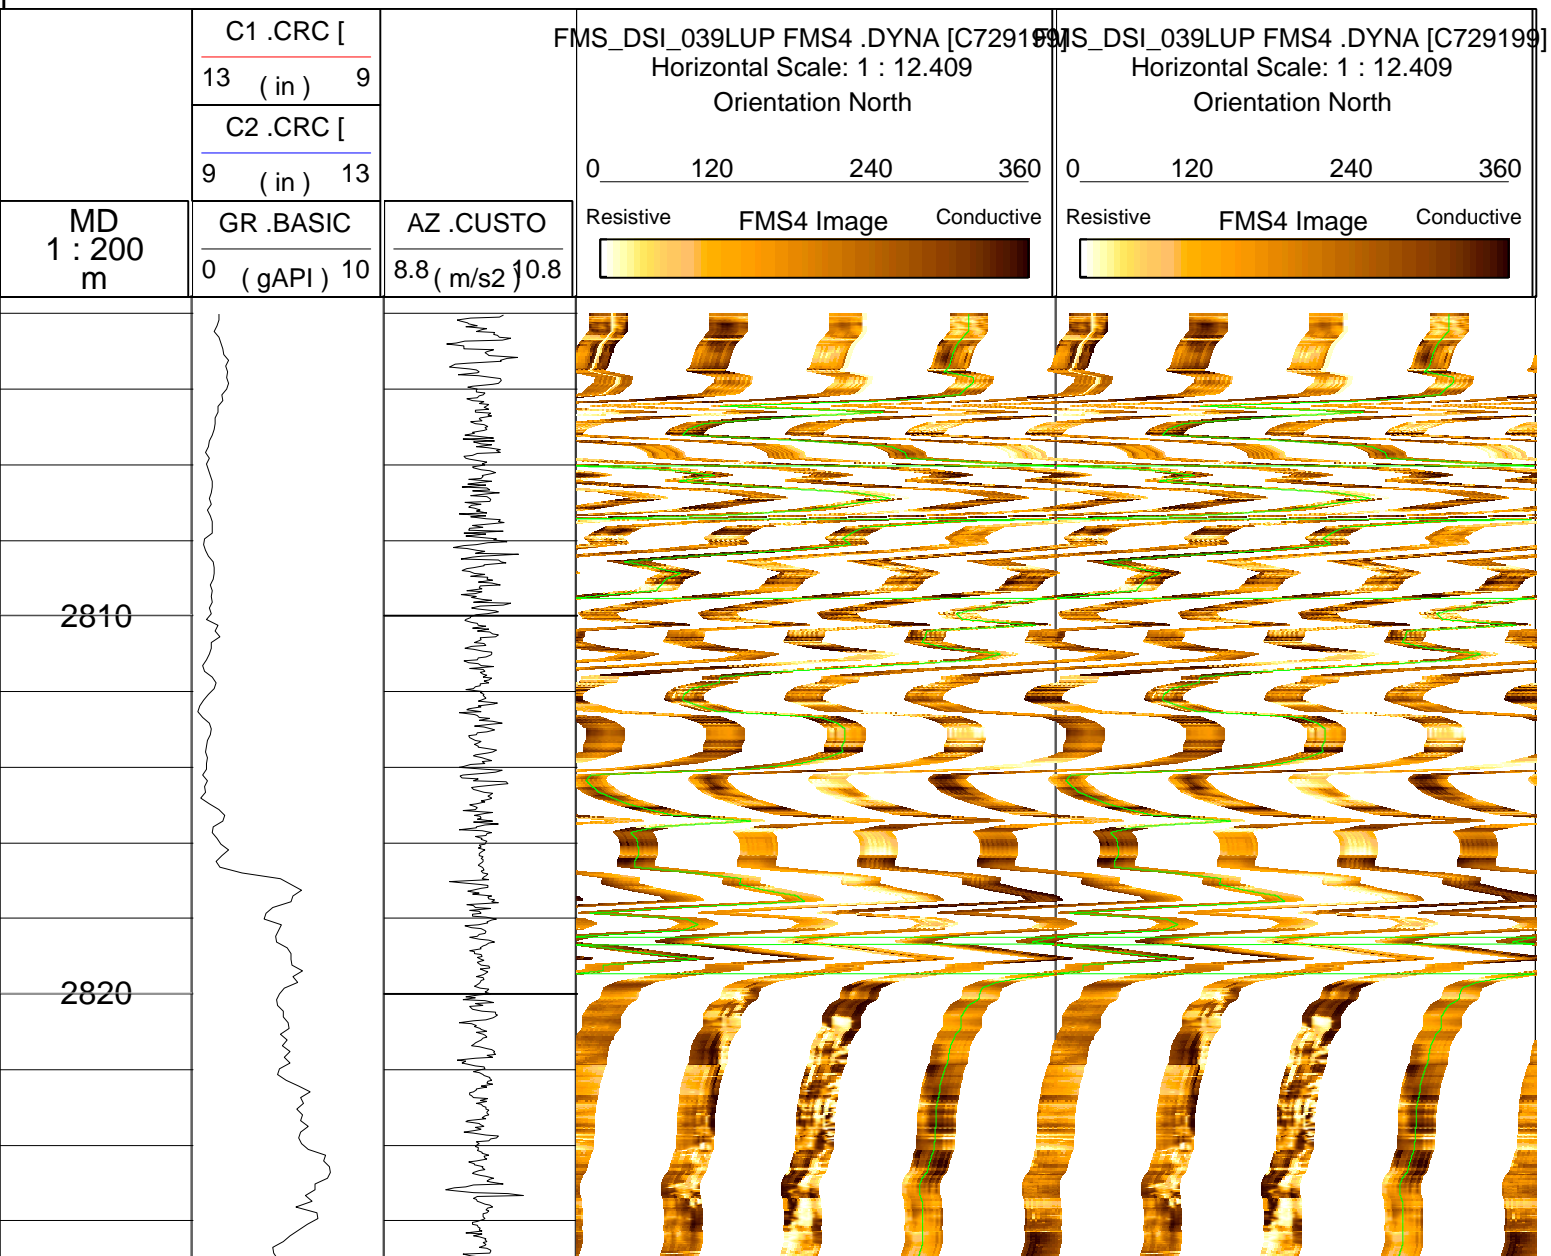 C1 .CRC [
13 ( in ) 9
C2 .CRC [
9 ( in ) 13
MD
1 : 200
m
GR .BASIC
0 ( gAPI ) 10
AZ .CUSTO
8.8 ( m/s2 ) 10.8
FMS_DSI_039LUP FMS4 .DYNA [C729199]
Horizontal Scale: 1 : 12.409
Orientation North
0 120 240 360
Resistive FMS4 Image Conductive
FMS_DSI_039LUP FMS4 .DYNA [C729199]
Horizontal Scale: 1 : 12.409
Orientation North
0 120 240 360
Resistive FMS4 Image Conductive
2810
2820